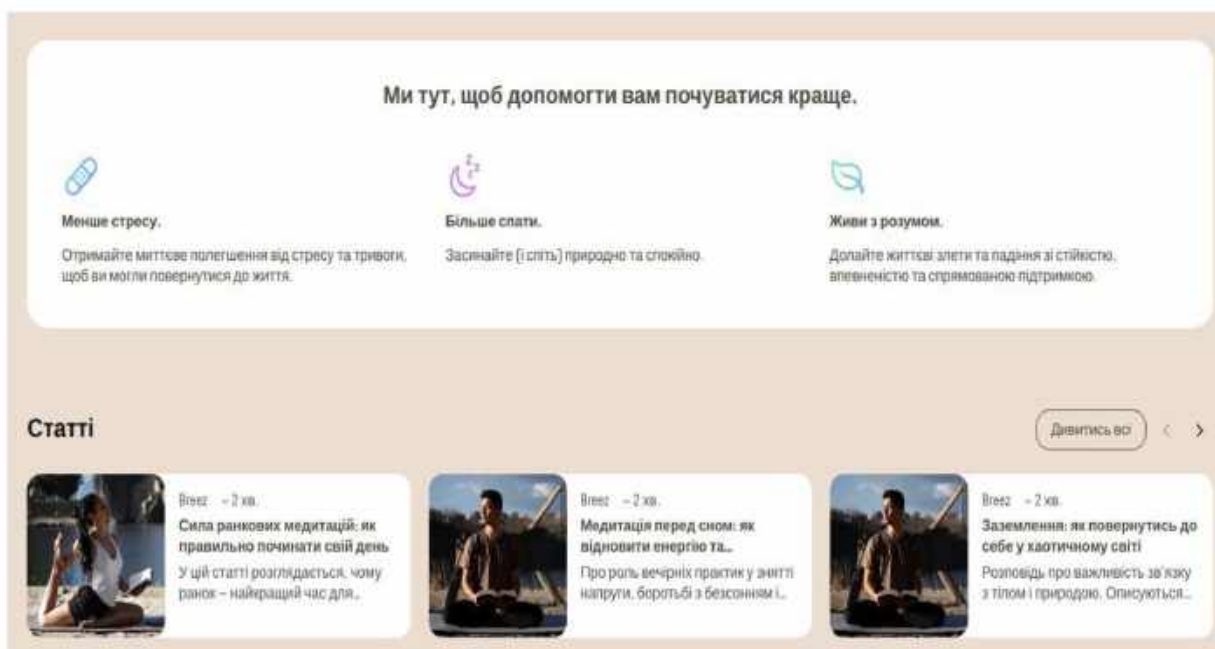 Ми тут, щоб допомогти вам почуватися краще.
Менше стресу.
Отримайте миттєве полегшення від стресу та тривоги,
щоб ви могли повернутися до життя.
Більше спати.
Засинайте (і спіть) природно та спокійно.
Живи з розумом.
Долайте життєві злети та падіння зі стійкістю,
впевненістю та спрямованою підтримкою.
Статті
Дивитись всі
Breez ~ 2 хв.
Сила ранкових медитацій: як
правильно починати свій день
У цій статті розглядається, чому
ранок – найкращий час для...
Breez ~ 2 хв.
Медитація перед сном: як
відновити енергію та...
Про роль вечірніх практик у знятті
напруги, боротьбі з безсонням і...
Breez ~ 2 хв.
Заземлення: як повернутись до
себе у хаотичному світі
Розповідь про важливість зв'язку
з тілом і природою. Описуються...